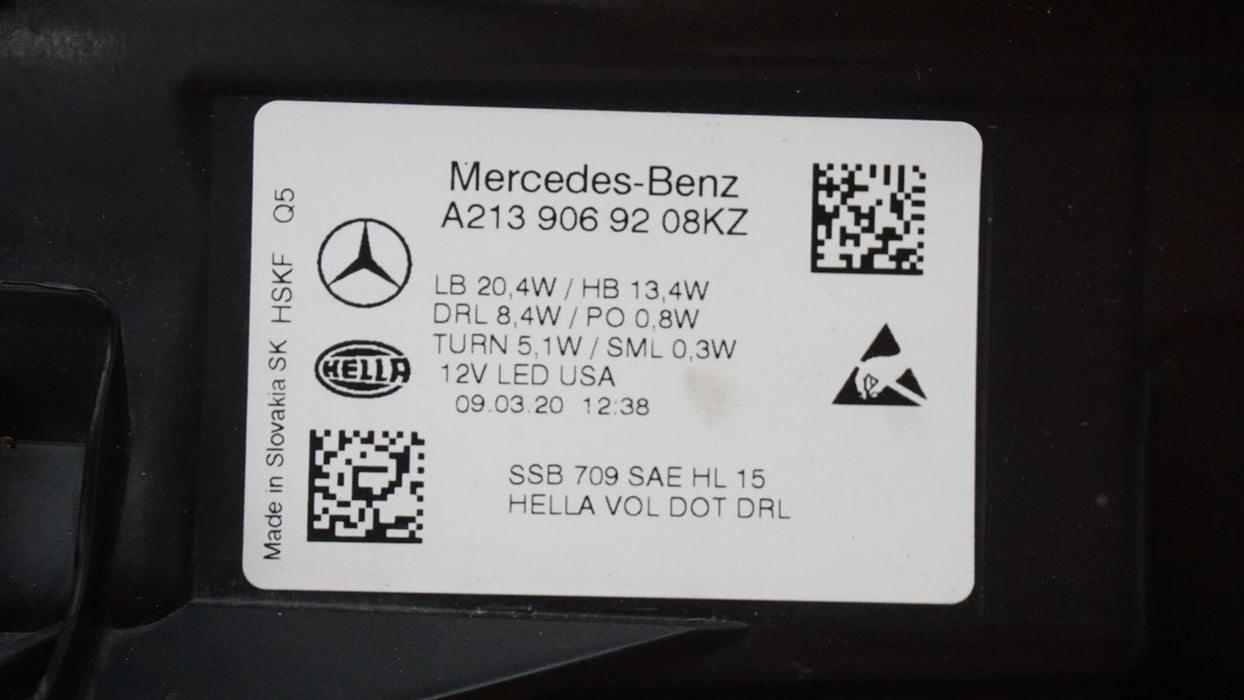 Mercedes-Benz
A213 906 92 08KZ
LB 20,4W / HB 13,4W
DRL 8,4W / PO 0,8W
TURN 5,1W / SML 0,3W
12V LED USA
09.03.20 12:38
SSB 709 SAE HL 15
HELLA VOL DOT DRL
HELLA
Made in Slovakia SK HSKF Q5